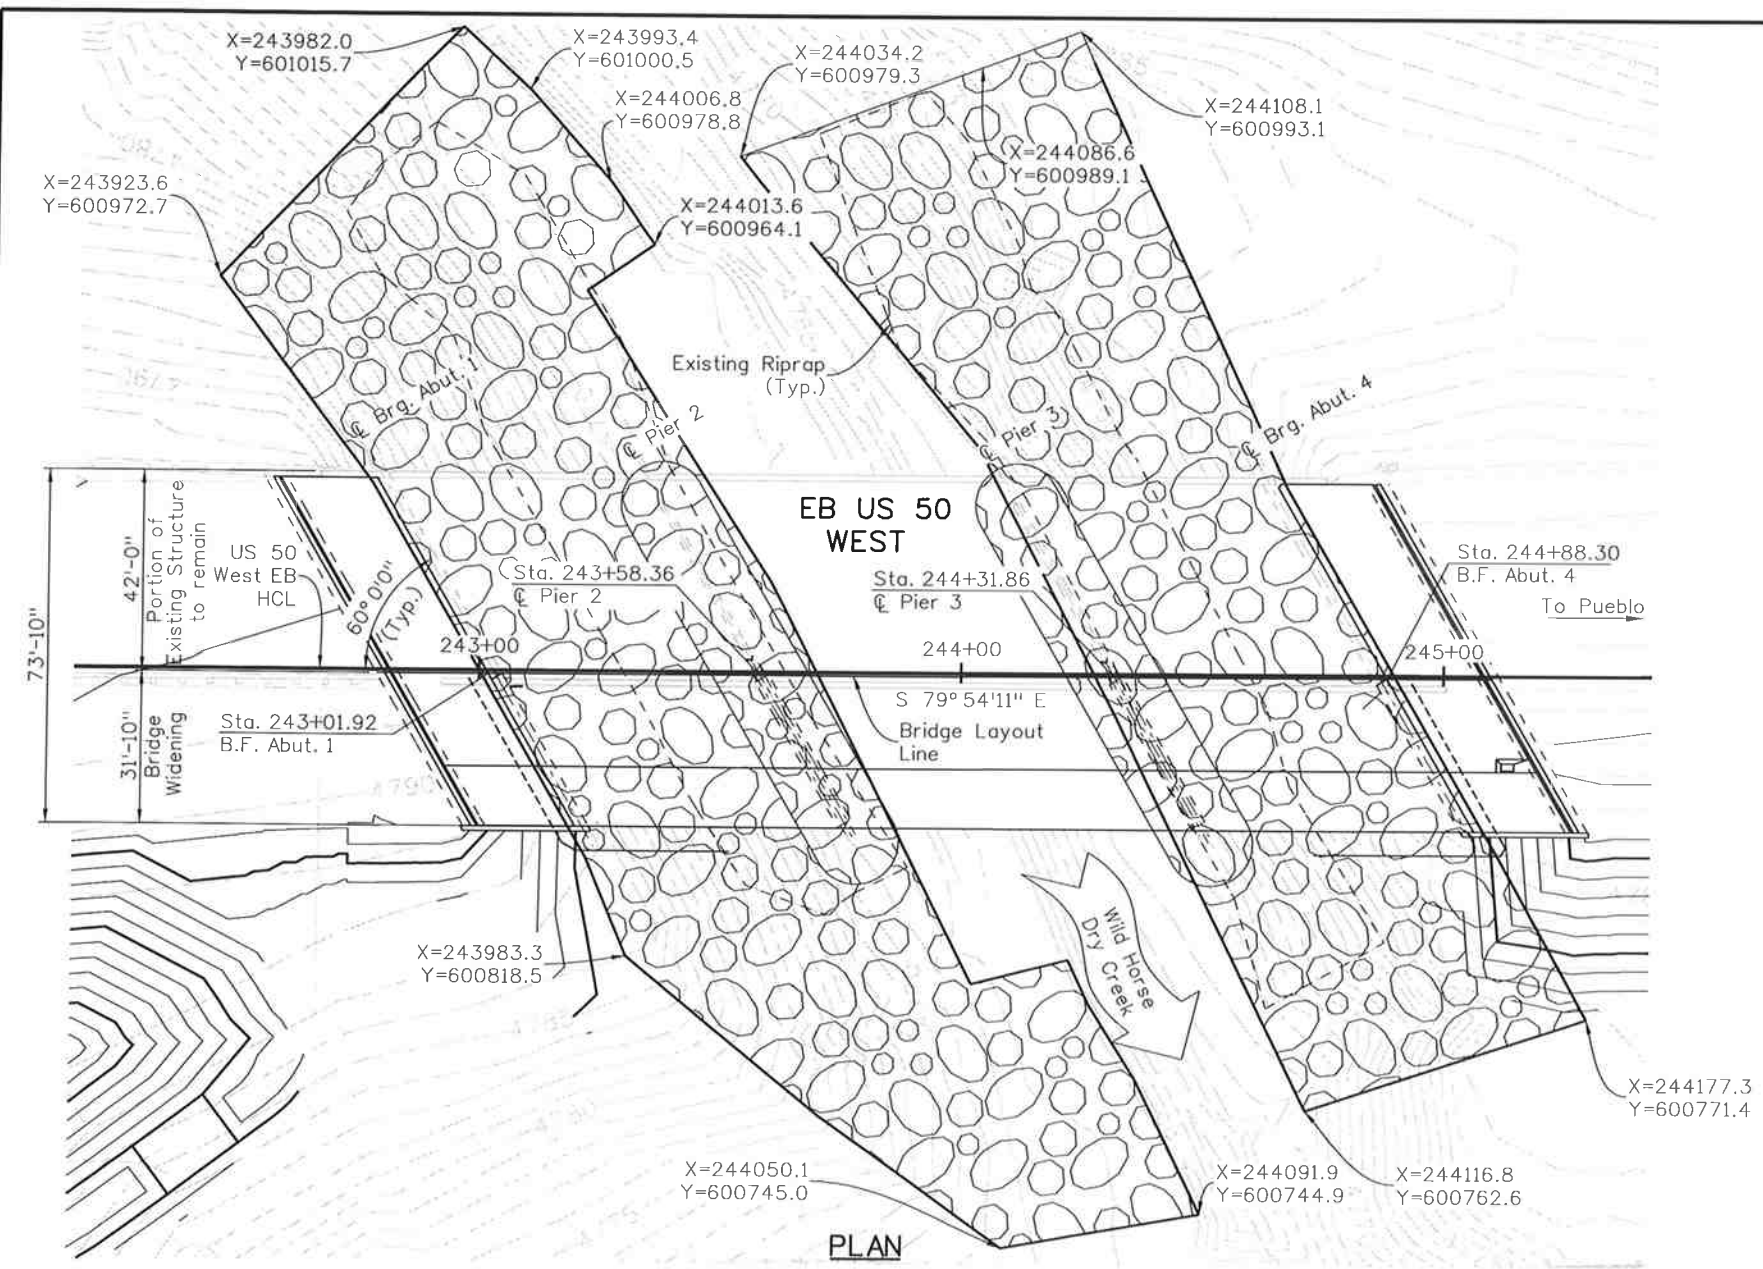 X=243982.0
Y=601015.7
X=243993.4
Y=601000.5
X=244034.2
Y=600979.3
X=244006.8
Y=600978.8
X=244108.1
Y=600993.1
X=244086.6
Y=600989.1
X=243923.6
Y=600972.7
X=244013.6
Y=600964.1
Existing Riprap
(Typ.)
℄ Brg. Abut. 1
℄ Pier 2
℄ Pier 3
℄ Brg. Abut. 4
73'-10"
42'-0"
Portion of
Existing Structure
to remain
US 50
West EB
HCL
60°0'0"
(Typ.)
EB US 50
WEST
Sta. 243+58.36
℄ Pier 2
Sta. 244+31.86
℄ Pier 3
Sta. 244+88.30
B.F. Abut. 4
To Pueblo
243+00
244+00
245+00
S 79°54'11" E
Bridge Layout
Line
31'-10"
Bridge
Widening
Sta. 243+01.92
B.F. Abut. 1
4790
Wild Horse
Dry Creek
X=243983.3
Y=600818.5
4780
X=244177.3
Y=600771.4
X=244050.1
Y=600745.0
X=244091.9
Y=600744.9
X=244116.8
Y=600762.6
PLAN